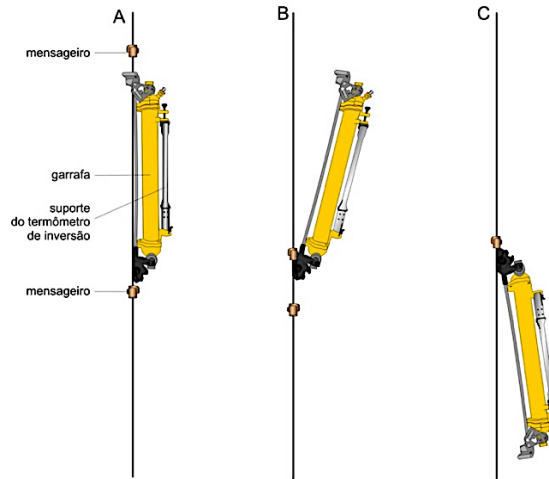 A
B
C
mensageiro
garrafa
suporte
do termômetro
de inversão
mensageiro